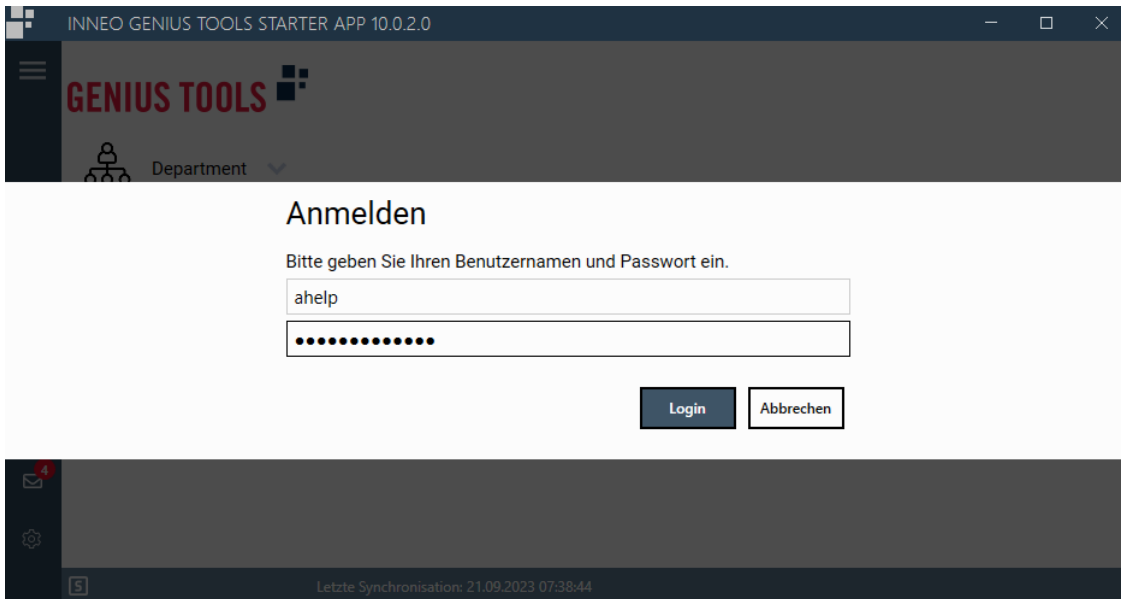 INNEO GENIUS TOOLS STARTER APP 10.0.2.0
GENIUS TOOLS
Department
Anmelden
Bitte geben Sie Ihren Benutzernamen und Passwort ein.
ahelp
•••••••••••••
Login Abbrechen
4
S Letzte Synchronisation: 21.09.2023 07:38:44